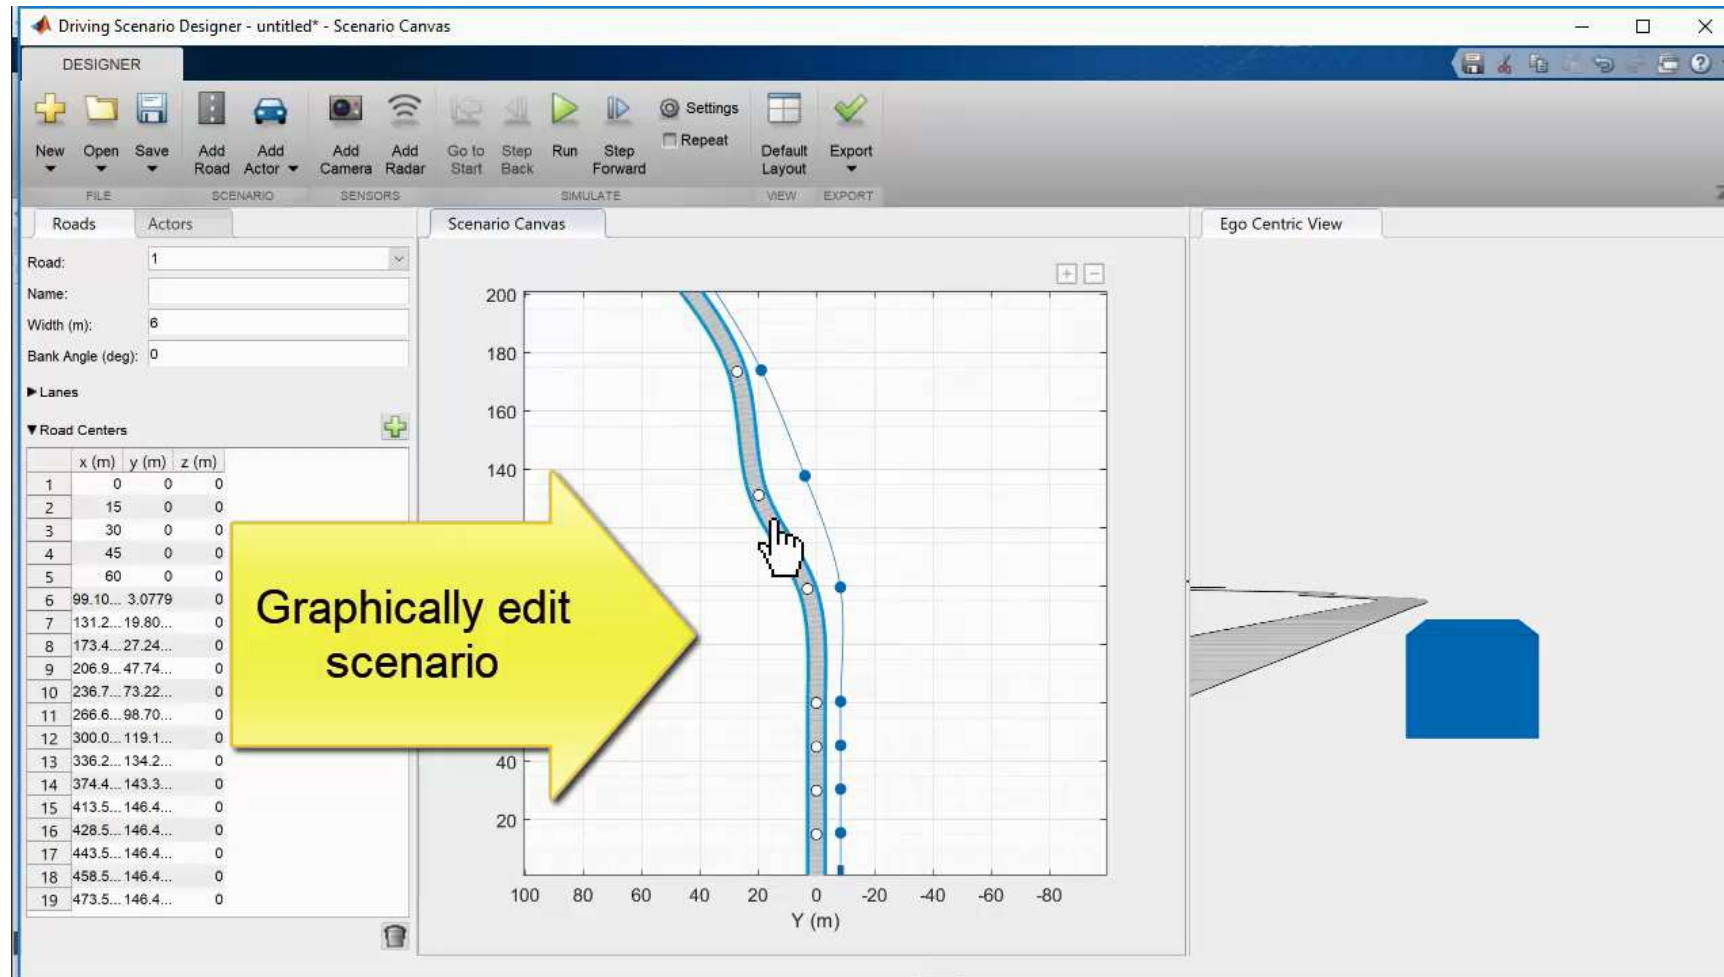 Driving Scenario Designer - untitled* - Scenario Canvas
DESIGNER
New Open Save Add Road Add Actor Add Camera Add Radar Go to Start Step Back Run Step Forward Settings Repeat Default Layout Export
FILE SCENARIO SENSORS SIMULATE VIEW EXPORT
Roads Actors Scenario Canvas Ego Centric View
Road: 1
Name:
Width (m): 6
Bank Angle (deg): 0
Lanes
Road Centers
x (m) y (m) z (m)
1 0 0 0
2 15 0 0
3 30 0 0
4 45 0 0
5 60 0 0
6 99.10... 3.0779 0
7 131.2... 19.80... 0
8 173.4... 27.24... 0
9 206.9... 47.74... 0
10 236.7... 73.22... 0
11 266.6... 98.70... 0
12 300.0... 119.1... 0
13 336.2... 134.2... 0
14 374.4... 143.3... 0
15 413.5... 146.4... 0
16 428.5... 146.4... 0
17 443.5... 146.4... 0
18 458.5... 146.4... 0
19 473.5... 146.4... 0
Graphically edit
scenario
200
180
160
140
40
20
100 80 60 40 20 0 -20 -40 -60 -80
Y (m)